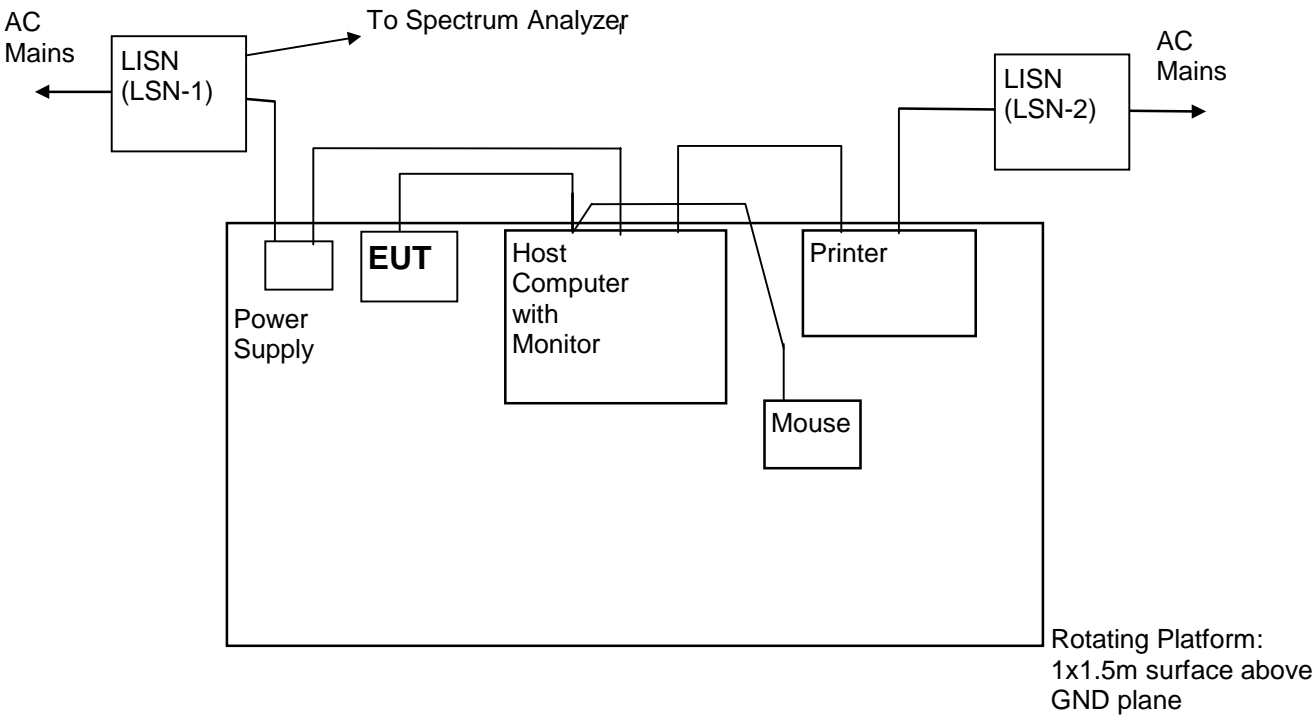 AC
Mains
LISN
(LSN-1)
To Spectrum Analyzer
LISN
(LSN-2)
AC
Mains
Power
Supply
EUT
Host
Computer
with
Monitor
Printer
Mouse
Rotating Platform:
1x1.5m surface above
GND plane